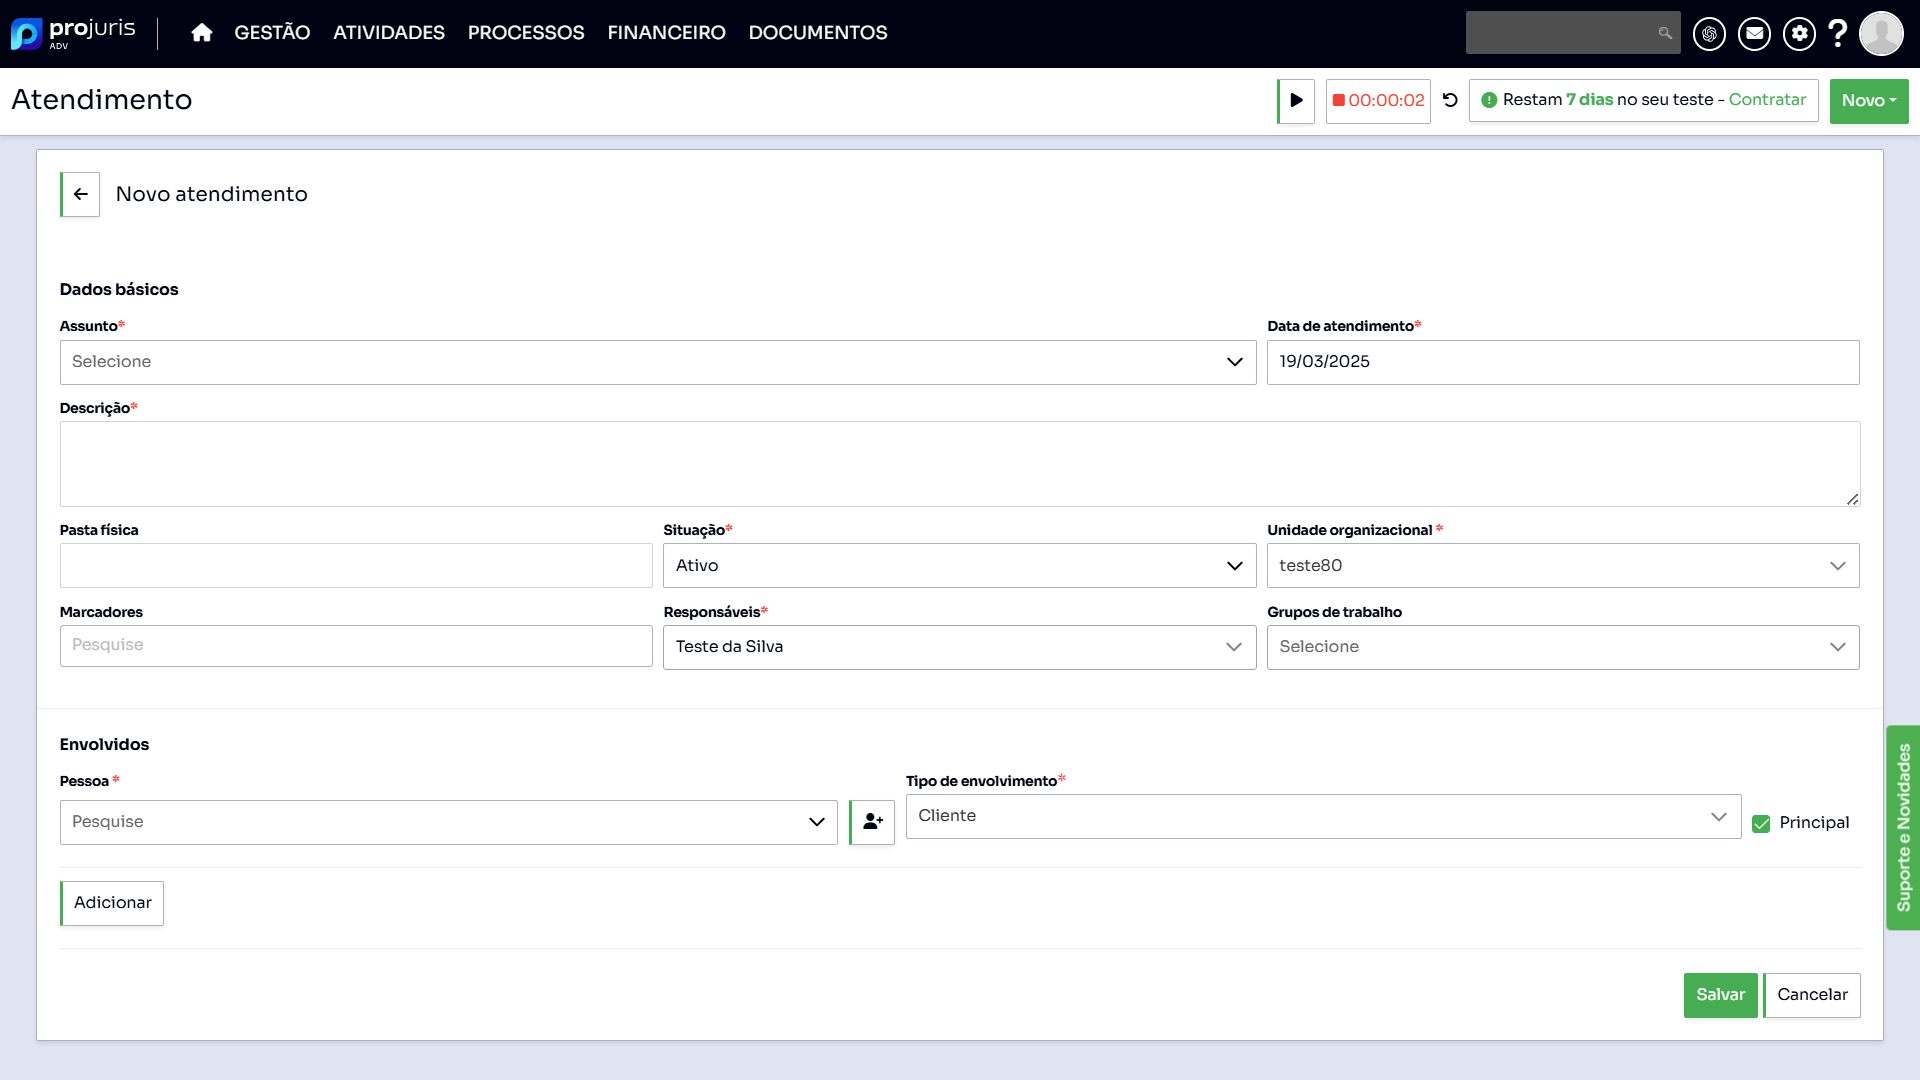 projuris
ADV
GESTÃO ATIVIDADES PROCESSOS FINANCEIRO DOCUMENTOS
Atendimento
00:00:02
Restam 7 dias no seu teste - Contratar
Novo
Novo atendimento
Dados básicos
Assunto* Data de atendimento*
Selecione 19/03/2025
Descrição*
Pasta física Situação* Unidade organizacional *
Ativo teste80
Marcadores Responsáveis* Grupos de trabalho
Pesquise Teste da Silva Selecione
Envolvidos
Pessoa * Tipo de envolvimento*
Pesquise Cliente Principal
Adicionar
Suporte e Novidades
Salvar Cancelar